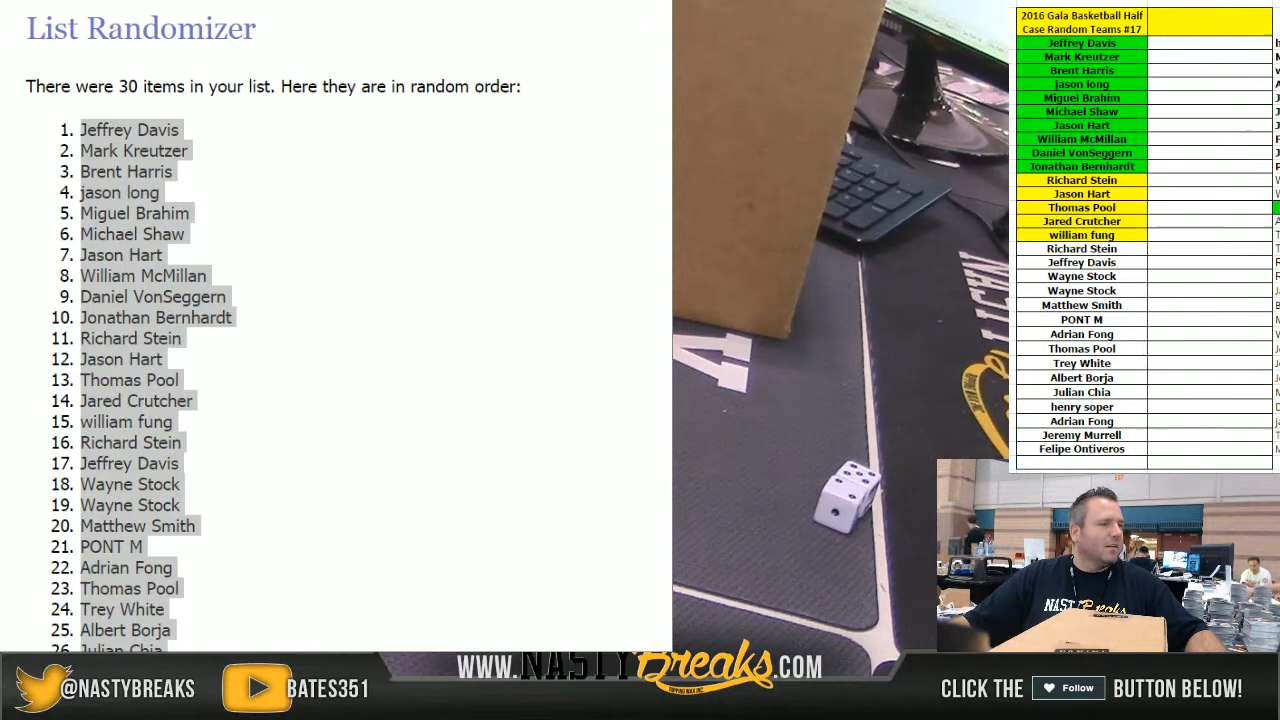 List Randomizer
There were 30 items in your list. Here they are in random order:
1. Jeffrey Davis
2. Mark Kreutzer
3. Brent Harris
4. jason long
5. Miguel Brahim
6. Michael Shaw
7. Jason Hart
8. William McMillan
9. Daniel VonSeggern
10. Jonathan Bernhardt
11. Richard Stein
12. Jason Hart
13. Thomas Pool
14. Jared Crutcher
15. william fung
16. Richard Stein
17. Jeffrey Davis
18. Wayne Stock
19. Wayne Stock
20. Matthew Smith
21. PONT M
22. Adrian Fong
23. Thomas Pool
24. Trey White
25. Albert Borja
26. Julian Chia
2016 Gala Basketball Half
Case Random Teams #17
Jeffrey Davis
Mark Kreutzer
Brent Harris
jason long
Miguel Brahim
Michael Shaw
Jason Hart
William McMillan
Daniel VonSeggern
Jonathan Bernhardt
Richard Stein
Jason Hart
Thomas Pool
Jared Crutcher
william fung
Richard Stein
Jeffrey Davis
Wayne Stock
Wayne Stock
Matthew Smith
PONT M
Adrian Fong
Thomas Pool
Trey White
Albert Borja
Julian Chia
henry soper
Adrian Fong
Jeremy Murrell
Felipe Ontiveros
NASTY Breaks
@NASTYBREAKS
BATES351
WWW.NASTYBreaks.COM
RIPPING WAX INC
CLICK THE Follow BUTTON BELOW!